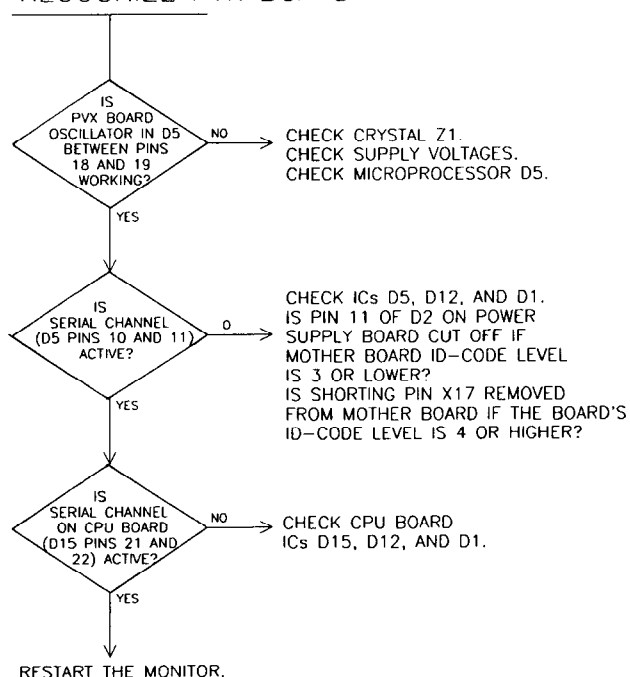 IS
PVX BOARD
OSCILLATOR IN D5
BETWEEN PINS
18 AND 19
WORKING?
NO
CHECK CRYSTAL Z1.
CHECK SUPPLY VOLTAGES.
CHECK MICROPROCESSOR D5.
YES
IS
SERIAL CHANNEL
(D5 PINS 10 AND 11)
ACTIVE?
O
CHECK ICs D5, D12, AND D1.
IS PIN 11 OF D2 ON POWER
SUPPLY BOARD CUT OFF IF
MOTHER BOARD ID-CODE LEVEL
IS 3 OR LOWER?
IS SHORTING PIN X17 REMOVED
FROM MOTHER BOARD IF THE BOARD'S
ID-CODE LEVEL IS 4 OR HIGHER?
YES
IS
SERIAL CHANNEL
ON CPU BOARD
(D15 PINS 21 AND
22) ACTIVE?
NO
CHECK CPU BOARD
ICs D15, D12, AND D1.
YES
RESTART THE MONITOR.